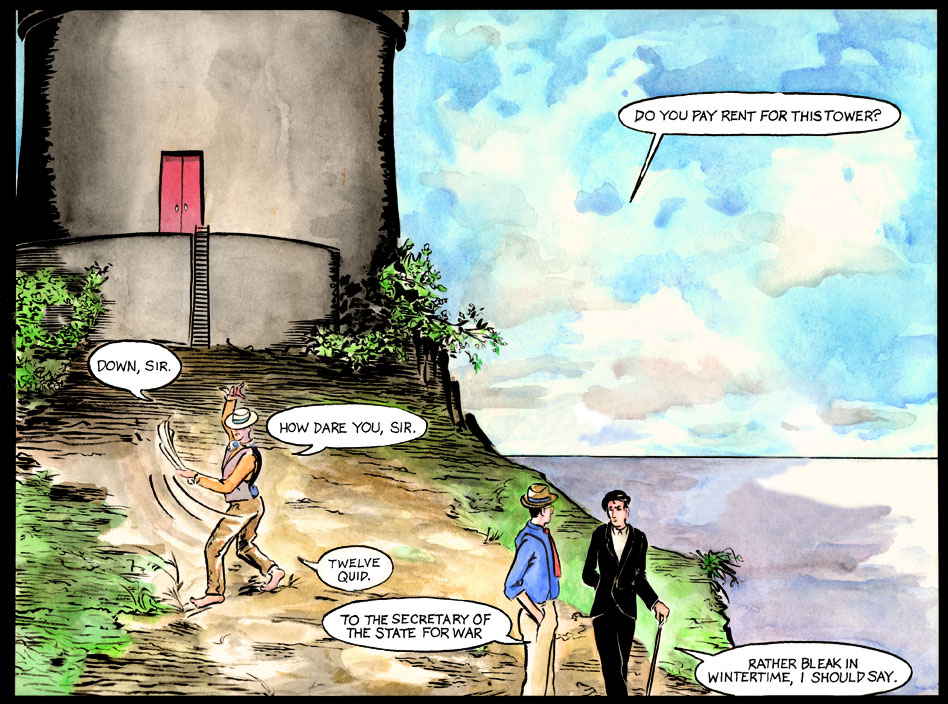 DO YOU PAY RENT FOR THIS TOWER?
DOWN, SIR.
HOW DARE YOU, SIR.
TWELVE
QUID.
TO THE SECRETARY OF
THE STATE FOR WAR
RATHER BLEAK IN
WINTERTIME, I SHOULD SAY.